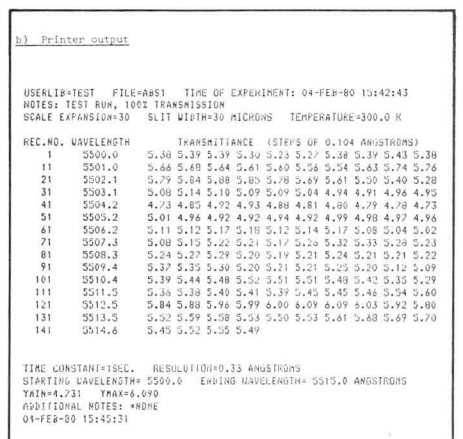 b) Printer output
USERLIB=TEST FILE=ABS1 TIME OF EXPERIMENT: 04-FEB-80 15:42:43
NOTES: TEST RUN, 100% TRANSMISSION
SCALE EXPANSION=30 SLIT WIDTH=30 MICRONS TEMPERATURE=300.0 K
REC.NO. WAVELENGTH TRANSMITTANCE (STEPS OF 0.104 ANGSTROMS)
1 5500.0 5.38 5.39 5.39 5.30 5.23 5.27 5.38 5.39 5.43 5.38
11 5501.0 5.66 5.68 5.64 5.61 5.60 5.56 5.54 5.63 5.74 5.76
21 5502.1 5.79 5.84 5.88 5.85 5.78 5.69 5.61 5.50 5.40 5.28
31 5503.1 5.08 5.14 5.10 5.09 5.09 5.04 4.94 4.91 4.96 4.95
41 5504.2 4.73 4.85 4.92 4.93 4.88 4.81 4.80 4.79 4.78 4.73
51 5505.2 5.01 4.96 4.92 4.92 4.94 4.92 4.99 4.98 4.97 4.96
61 5506.2 5.11 5.12 5.17 5.18 5.12 5.14 5.17 5.08 5.04 5.02
71 5507.3 5.08 5.15 5.22 5.21 5.17 5.26 5.32 5.33 5.28 5.23
81 5508.3 5.24 5.27 5.29 5.20 5.19 5.21 5.24 5.21 5.21 5.22
91 5509.4 5.37 5.35 5.30 5.20 5.21 5.21 5.25 5.20 5.12 5.09
101 5510.4 5.39 5.44 5.48 5.52 5.51 5.51 5.48 5.42 5.35 5.29
111 5511.5 5.36 5.38 5.40 5.41 5.39 5.45 5.45 5.46 5.54 5.60
121 5512.5 5.84 5.88 5.96 5.99 6.00 6.09 6.09 6.03 5.92 5.80
131 5513.5 5.52 5.59 5.58 5.53 5.50 5.53 5.61 5.68 5.69 5.70
141 5514.6 5.45 5.52 5.55 5.49
TIME CONSTANT=1SEC. RESOLUTION=0.33 ANGSTROMS
STARTING WAVELENGTH= 5500.0 ENDING WAVELENGTH= 5515.0 ANGSTROMS
YMIN=4.731 YMAX=6.090
ADDITIONAL NOTES: *NONE
04-FEB-80 15:45:31